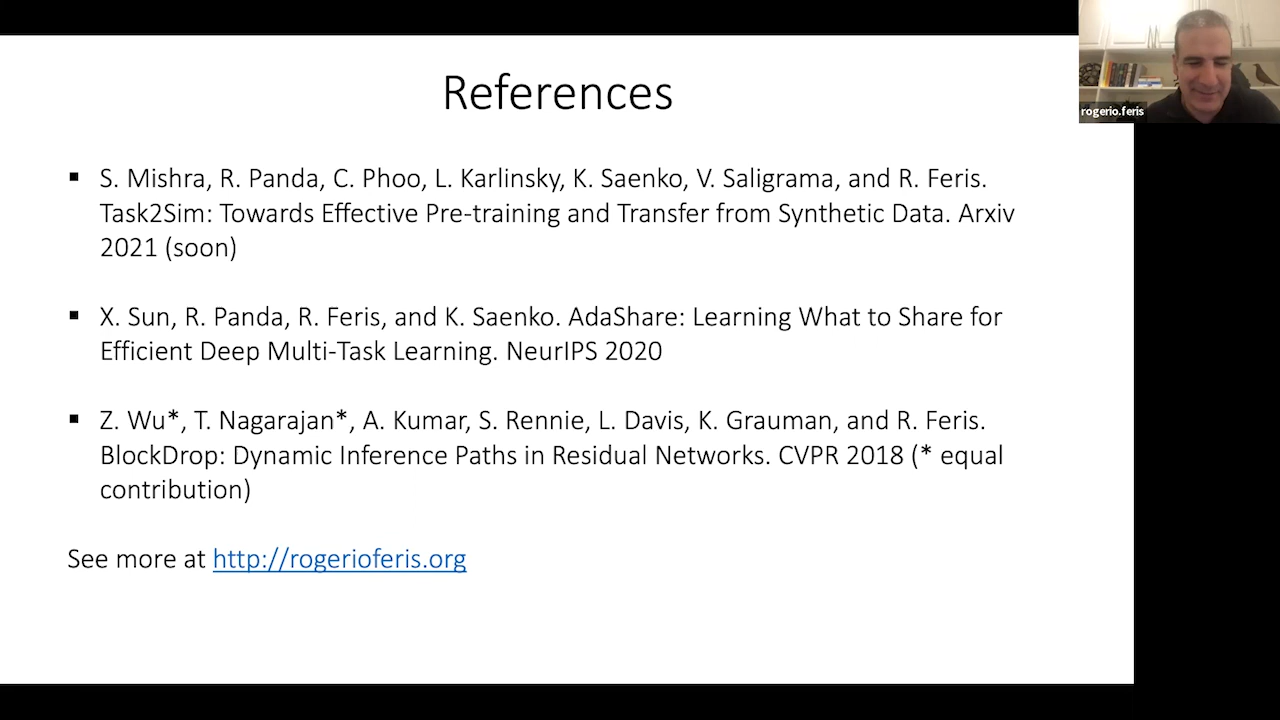 References
rogerio.feris
▪ S. Mishra, R. Panda, C. Phoo, L. Karlinsky, K. Saenko, V. Saligrama, and R. Feris.
Task2Sim: Towards Effective Pre-training and Transfer from Synthetic Data. Arxiv
2021 (soon)
▪ X. Sun, R. Panda, R. Feris, and K. Saenko. AdaShare: Learning What to Share for
Efficient Deep Multi-Task Learning. NeurIPS 2020
▪ Z. Wu*, T. Nagarajan*, A. Kumar, S. Rennie, L. Davis, K. Grauman, and R. Feris.
BlockDrop: Dynamic Inference Paths in Residual Networks. CVPR 2018 (* equal
contribution)
See more at http://rogerioferis.org